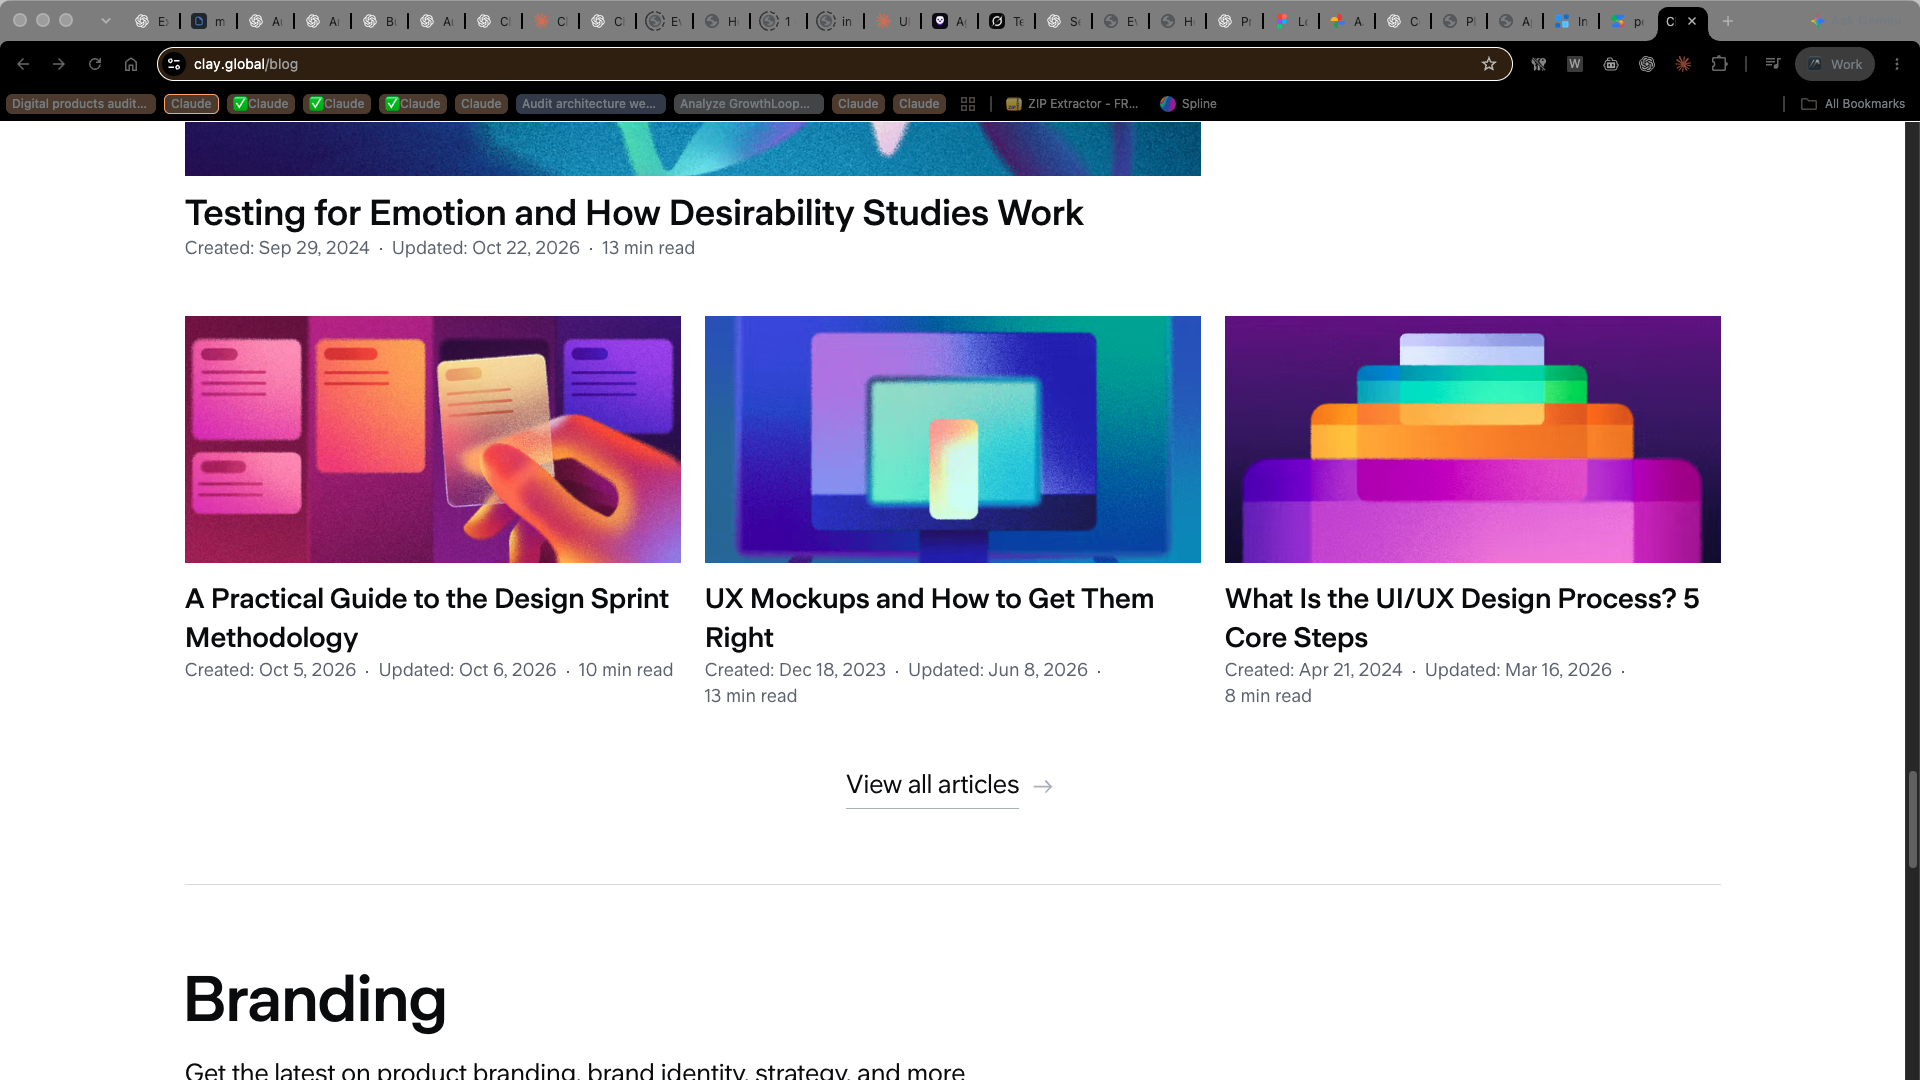 clay.global/blog
Work
Digital products audit...
Claude
Claude
Claude
Claude
Claude
Audit architecture we...
Analyze GrowthLoop...
Claude
Claude
ZIP Extractor - FR...
Spline
All Bookmarks
Testing for Emotion and How Desirability Studies Work
Created: Sep 29, 2024 · Updated: Oct 22, 2026 · 13 min read
A Practical Guide to the Design Sprint
Methodology
Created: Oct 5, 2026 · Updated: Oct 6, 2026 · 10 min read
UX Mockups and How to Get Them
Right
Created: Dec 18, 2023 · Updated: Jun 8, 2026 ·
13 min read
What Is the UI/UX Design Process? 5
Core Steps
Created: Apr 21, 2024 · Updated: Mar 16, 2026 ·
8 min read
View all articles
Branding
Get the latest on product branding, brand identity, strategy, and more